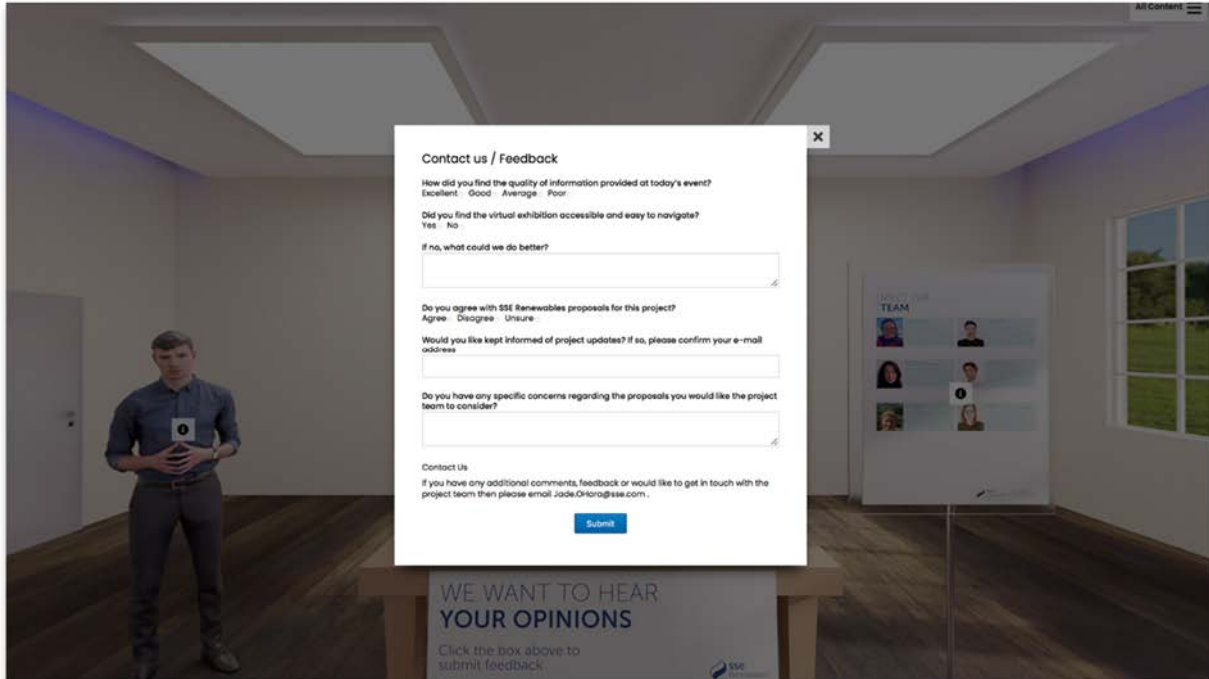 All Content
Contact us / Feedback
How did you find the quality of information provided at today's event?
Excellent Good Average Poor
Did you find the virtual exhibition accessible and easy to navigate?
Yes No
If no, what could we do better?
Do you agree with SSE Renewables proposals for this project?
Agree Disagree Unsure
Would you like kept informed of project updates? If so, please confirm your e-mail
address
Do you have any specific concerns regarding the proposals you would like the project
team to consider?
Contact Us
If you have any additional comments, feedback or would like to get in touch with the
project team then please email Jade.OHara@sse.com .
Submit
TEAM
WE WANT TO HEAR
YOUR OPINIONS
Click the box above to
submit feedback
sse